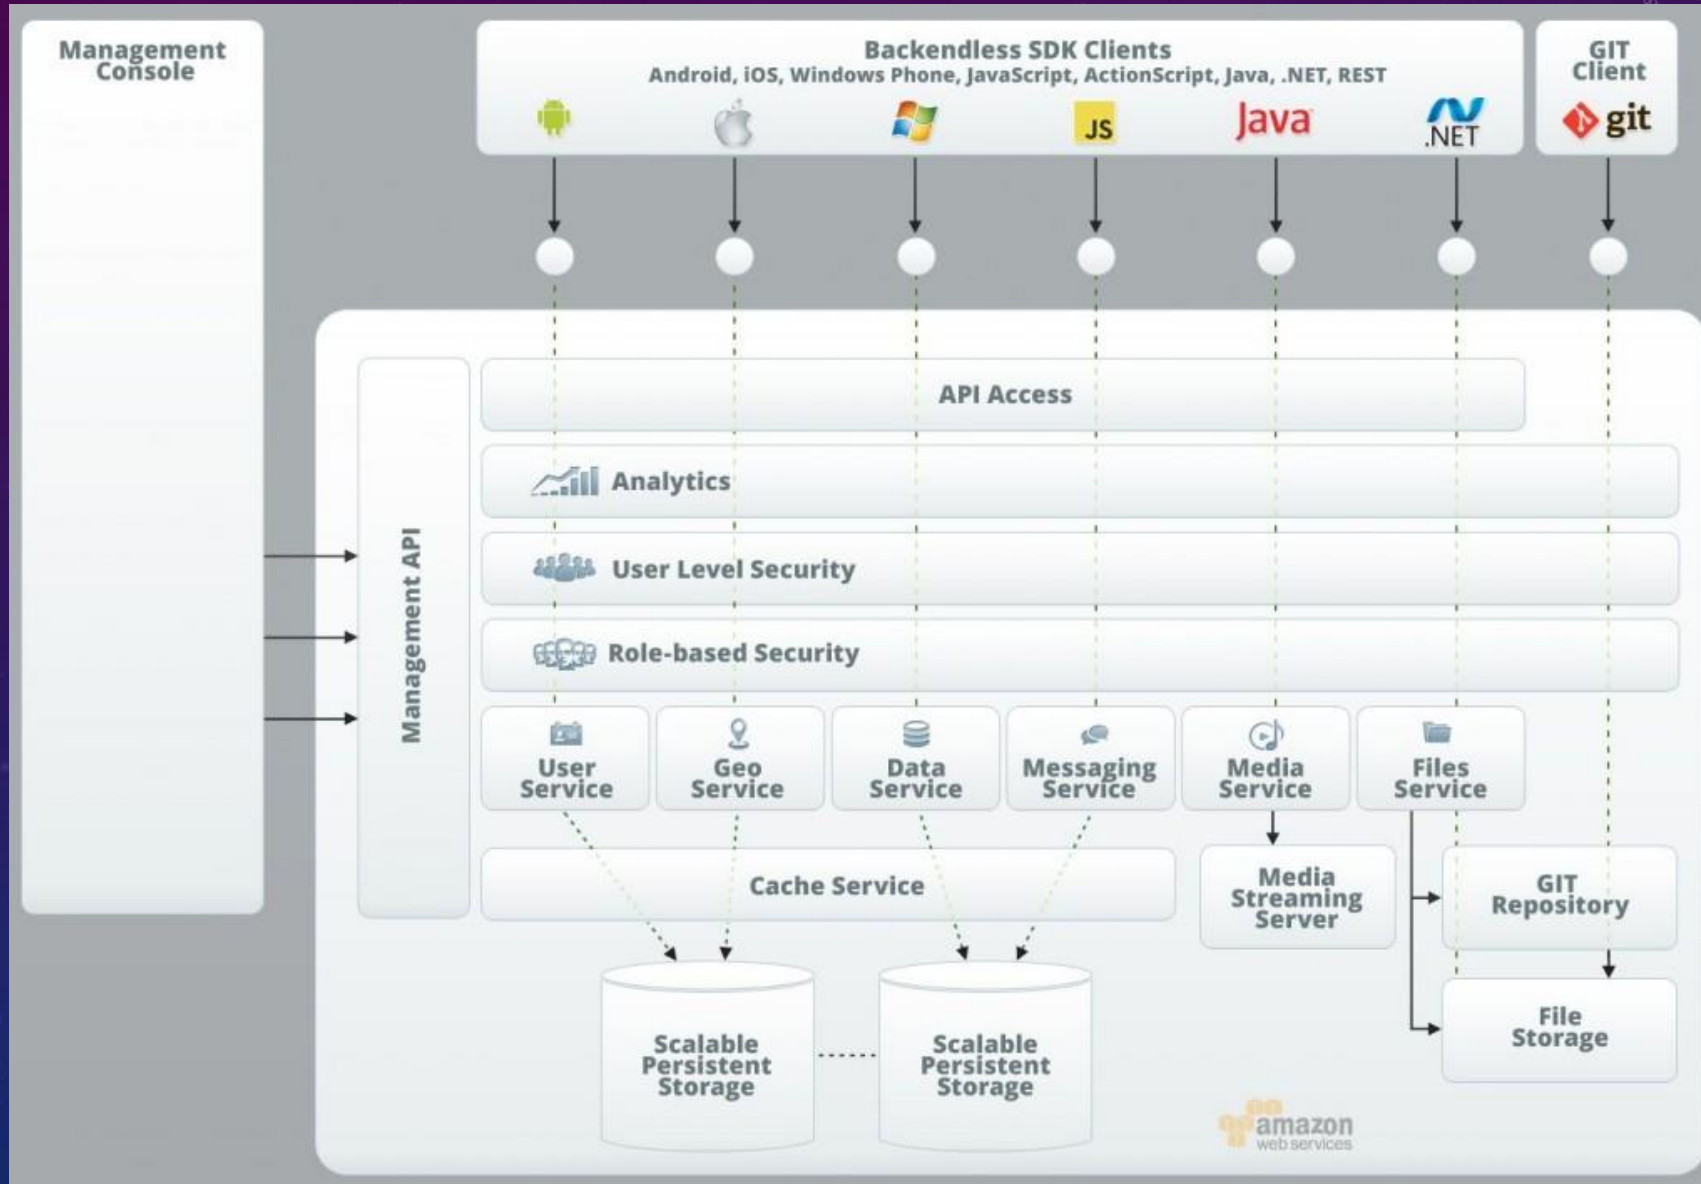 Management
Console
Backendless SDK Clients
Android, iOS, Windows Phone, JavaScript, ActionScript, Java, .NET, REST
JS
Java
.NET
GIT
Client
git
Management API
API Access
Analytics
User Level Security
Role-based Security
User
Service
Geo
Service
Data
Service
Messaging
Service
Media
Service
Files
Service
Cache Service
Media
Streaming
Server
GIT
Repository
File
Storage
Scalable
Persistent
Storage
Scalable
Persistent
Storage
amazon
web services